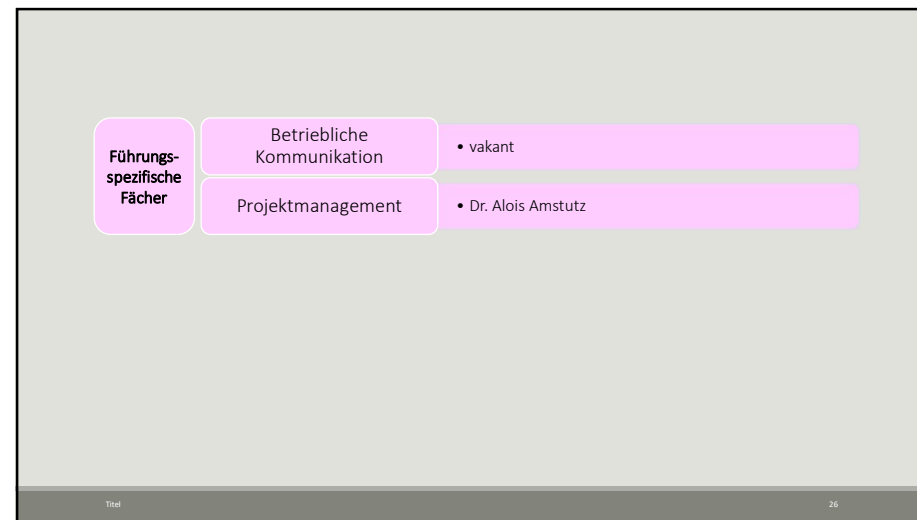 Führungs-
spezifische
Fächer
Betriebliche
Kommunikation
• vakant
Projektmanagement
• Dr. Alois Amstutz
Titel
26